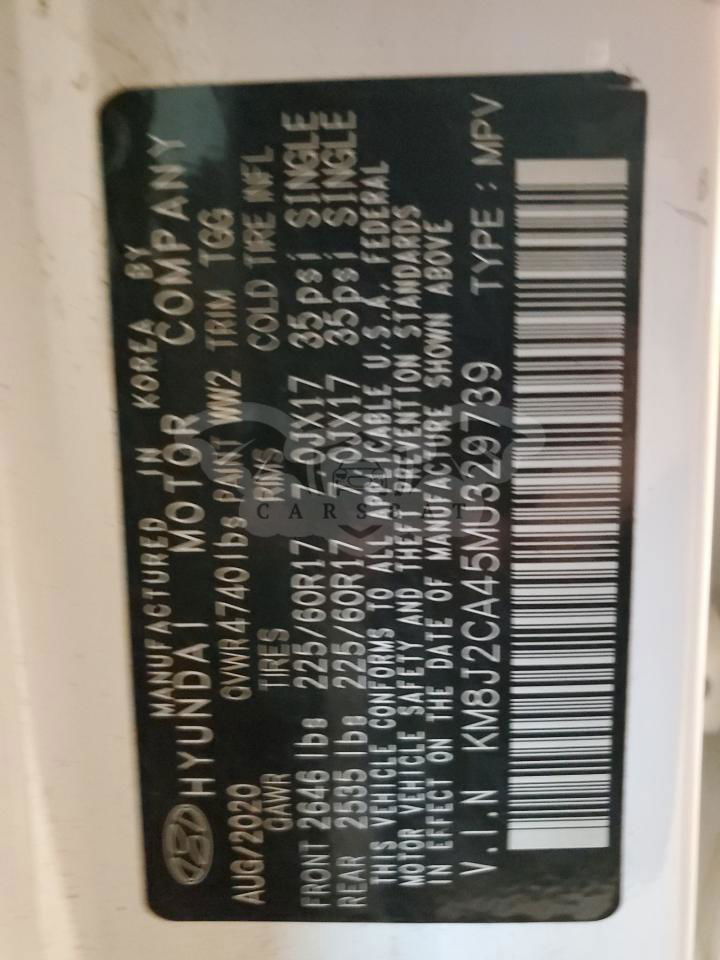 MANUFACTURED IN KOREA BY
HYUNDAI MOTOR COMPANY
AUG/2020 GVWR 4740lbs PAINT WW2 TRIM TGG
GAWR TIRES RIMS COLD TIRE INFL
FRONT 2646 lbs 225/60R17 7.0JX17 35psi SINGLE
REAR 2535 lbs 225/60R17 7.0JX17 35psi SINGLE
THIS VEHICLE CONFORMS TO ALL APPLICABLE U.S.A. FEDERAL
MOTOR VEHICLE SAFETY AND THEFT PREVENTION STANDARDS
IN EFFECT ON THE DATE OF MANUFACTURE SHOWN ABOVE
V.I.N KM8J2CA45MU329739 TYPE : MPV
CARSEAT